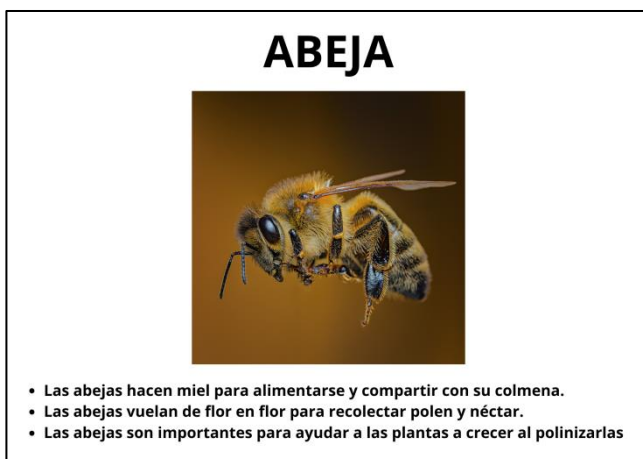 ABEJA
• Las abejas hacen miel para alimentarse y compartir con su colmena.
• Las abejas vuelan de flor en flor para recolectar polen y néctar.
• Las abejas son importantes para ayudar a las plantas a crecer al polinizarlas